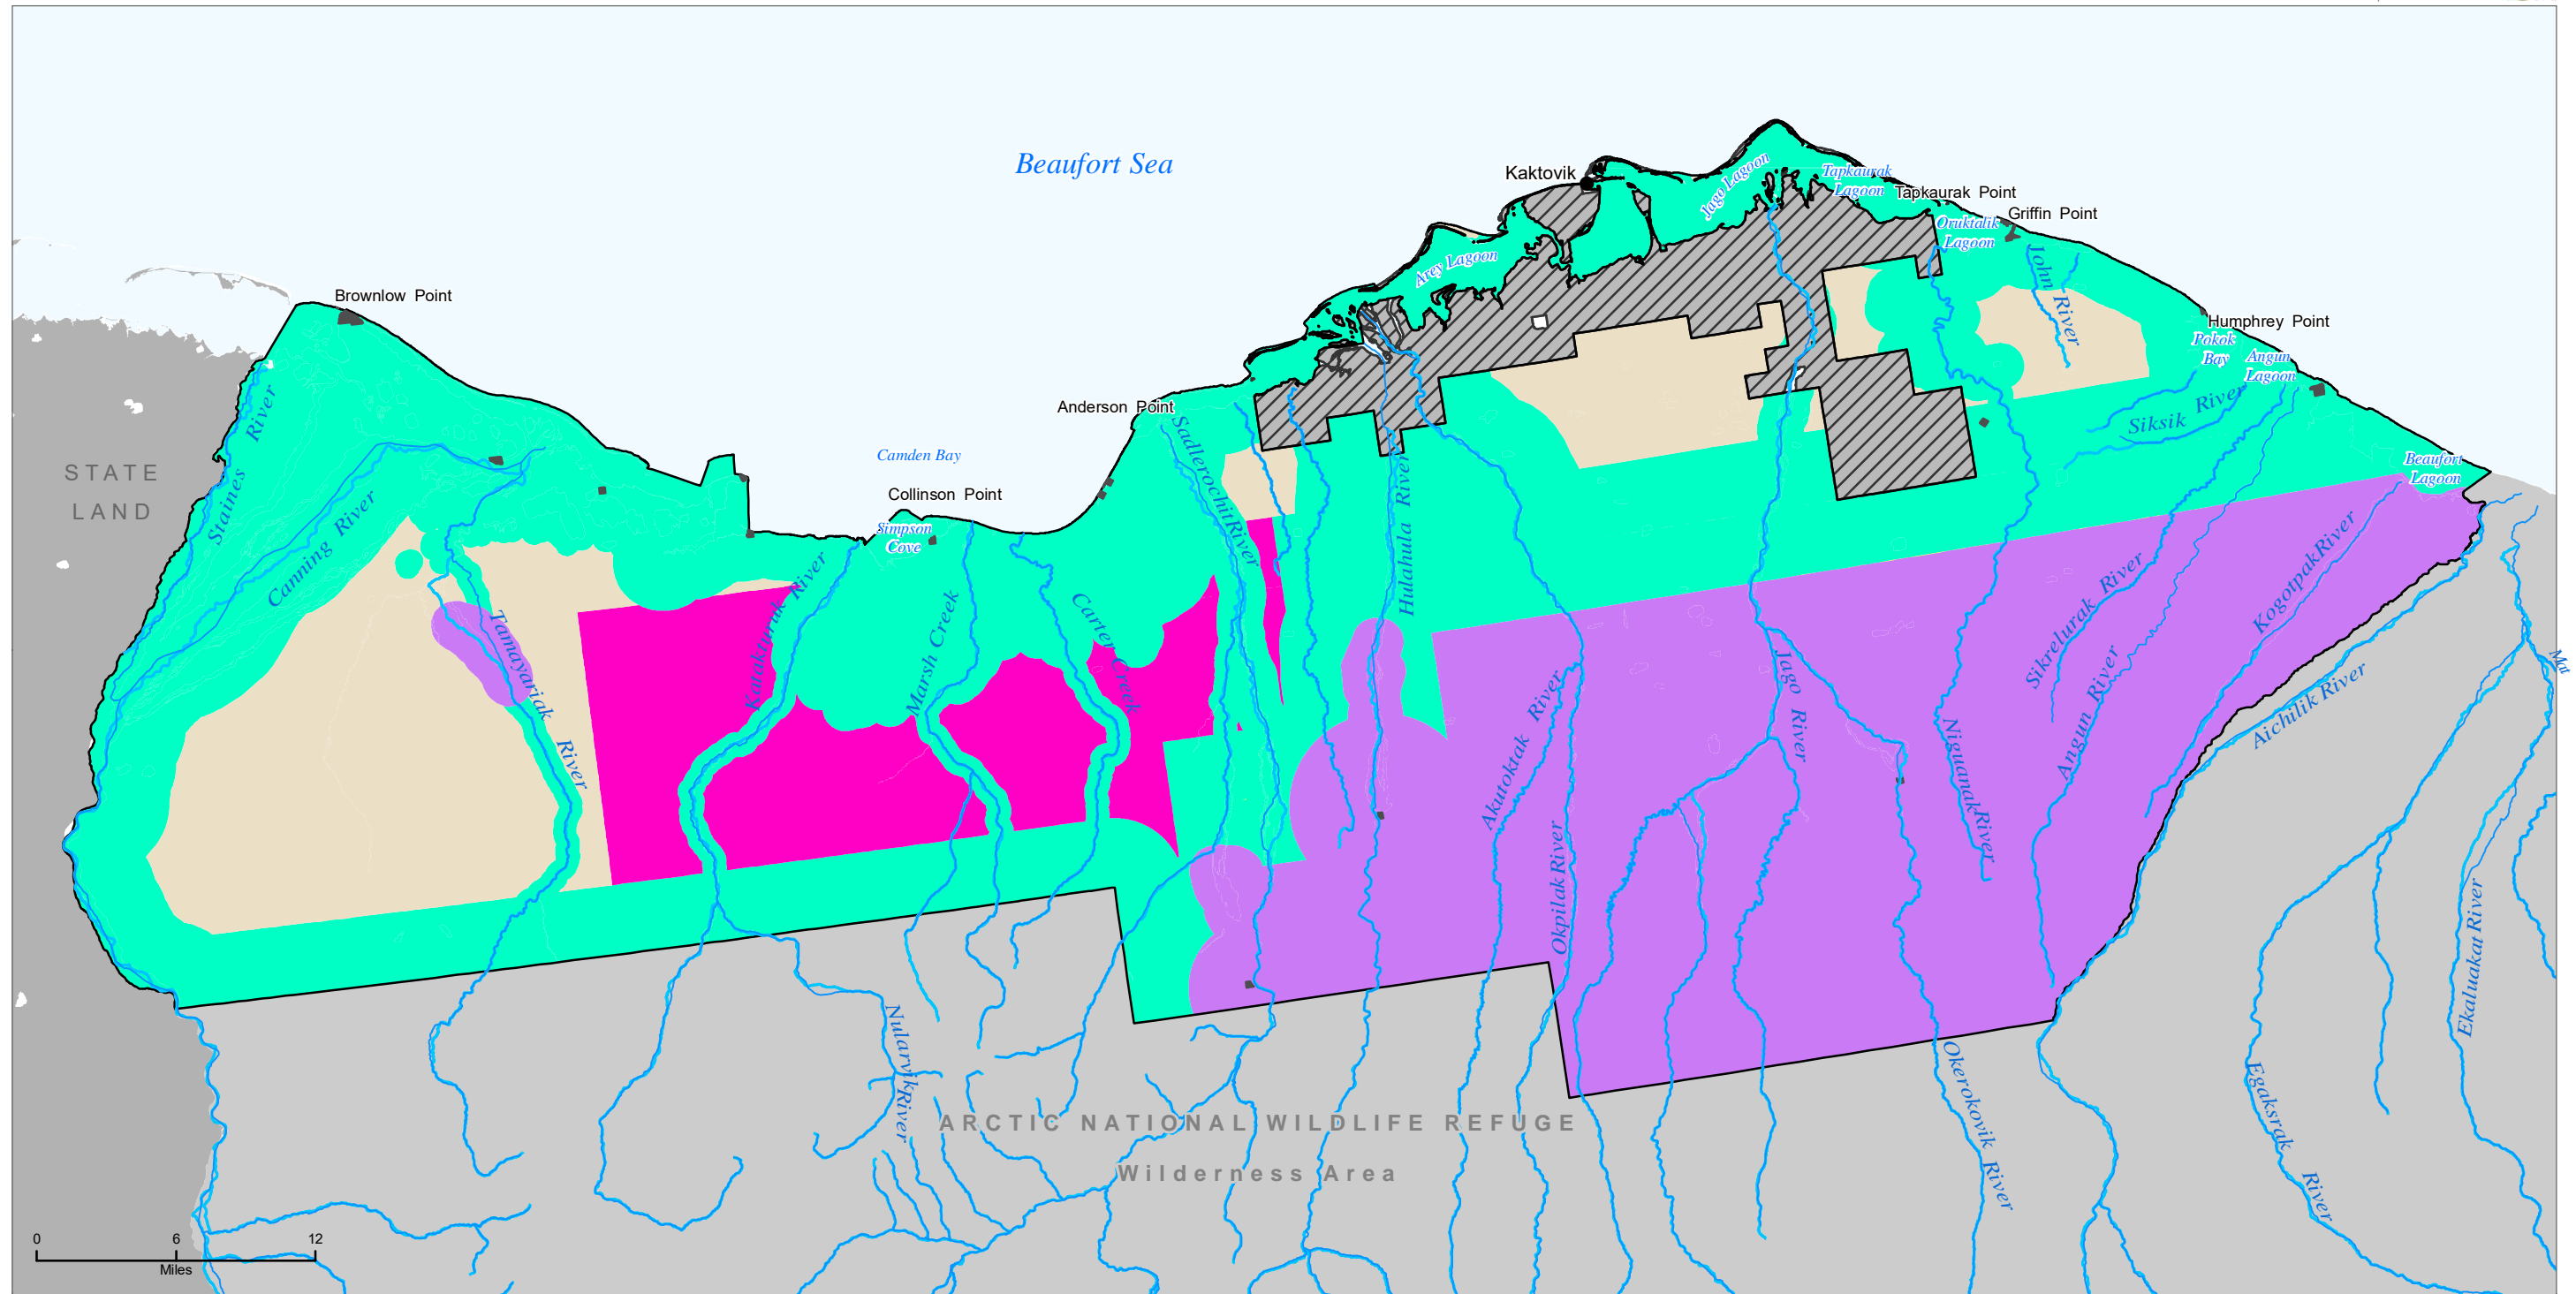 Beaufort Sea
Kaktovik
Jago Lagoon
Tapkaurak
Lagoon
Tapkaurak Point
Griffin Point
Oruktalik
Lagoon
Arey Lagoon
John River
Brownlow Point
Humphrey Point
Pokok
Bay
Angun
Lagoon
Anderson Point
Siksik River
Staines River
Canning River
Camden Bay
Collinson Point
Simpson
Cove
Sadlerochit River
Hulahula River
Beaufort
Lagoon
STATE
LAND
Tamayariak River
Katakturuk River
Marsh Creek
Carter Creek
Akutoktak River
Okpilak River
Jago River
Niguanak River
Sikrelurak River
Angun River
Kogotpak River
Aichilik River
Mat
Ekaluakat River
Egaksrak River
Okerokovik River
Nularvik River
ARCTIC NATIONAL WILDLIFE REFUGE
Wilderness Area
0 6 12
Miles